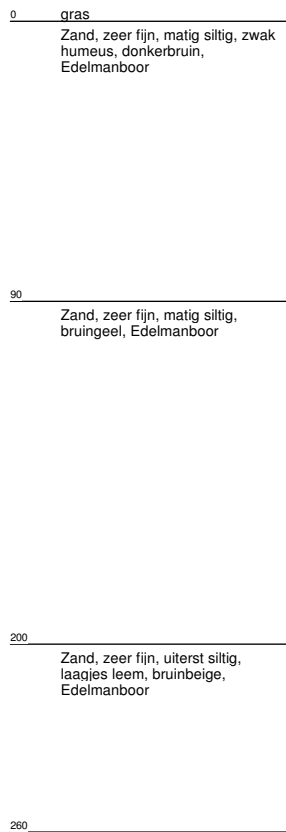 0 gras
Zand, zeer fijn, matig siltig, zwak
humeus, donkerbruin,
Edelmanboor
90
Zand, zeer fijn, matig siltig,
bruingeel, Edelmanboor
200
Zand, zeer fijn, uiterst siltig,
laagjes leem, bruinbeige,
Edelmanboor
260